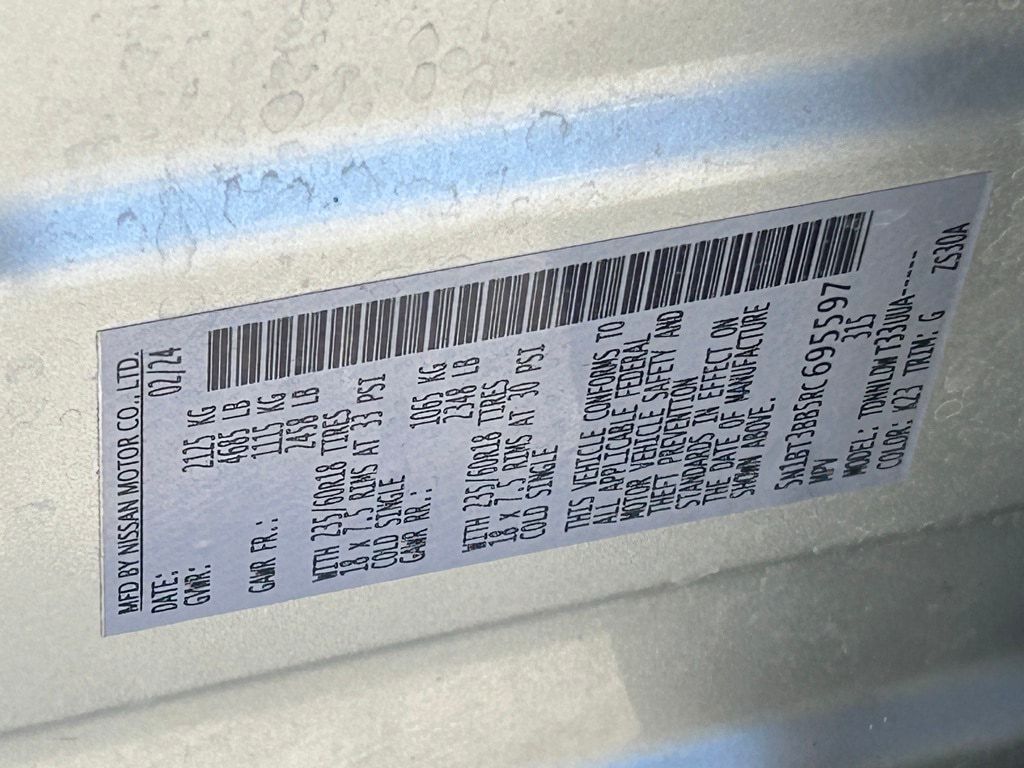 MFD BY NISSAN MOTOR CO., LTD.
DATE: 02/24
GVWR: 2125 KG
4685 LB
GAWR FR.: 1115 KG
2458 LB
WITH 235/60R18 TIRES
18 X 7.5 RIMS AT 33 PSI
COLD SINGLE
GAWR RR.: 1065 KG
2348 LB
WITH 235/60R18 TIRES
18 X 7.5 RIMS AT 30 PSI
COLD SINGLE
THIS VEHICLE CONFORMS TO
ALL APPLICABLE FEDERAL
MOTOR VEHICLE SAFETY AND
THEFT PREVENTION
STANDARDS IN EFFECT ON
THE DATE OF MANUFACTURE
SHOWN ABOVE.
5N1BT3BB5RC695597
MPV 315
MODEL: TDNNLDWT33UUA------
COLOR: K23 TRIM: G ZS30A